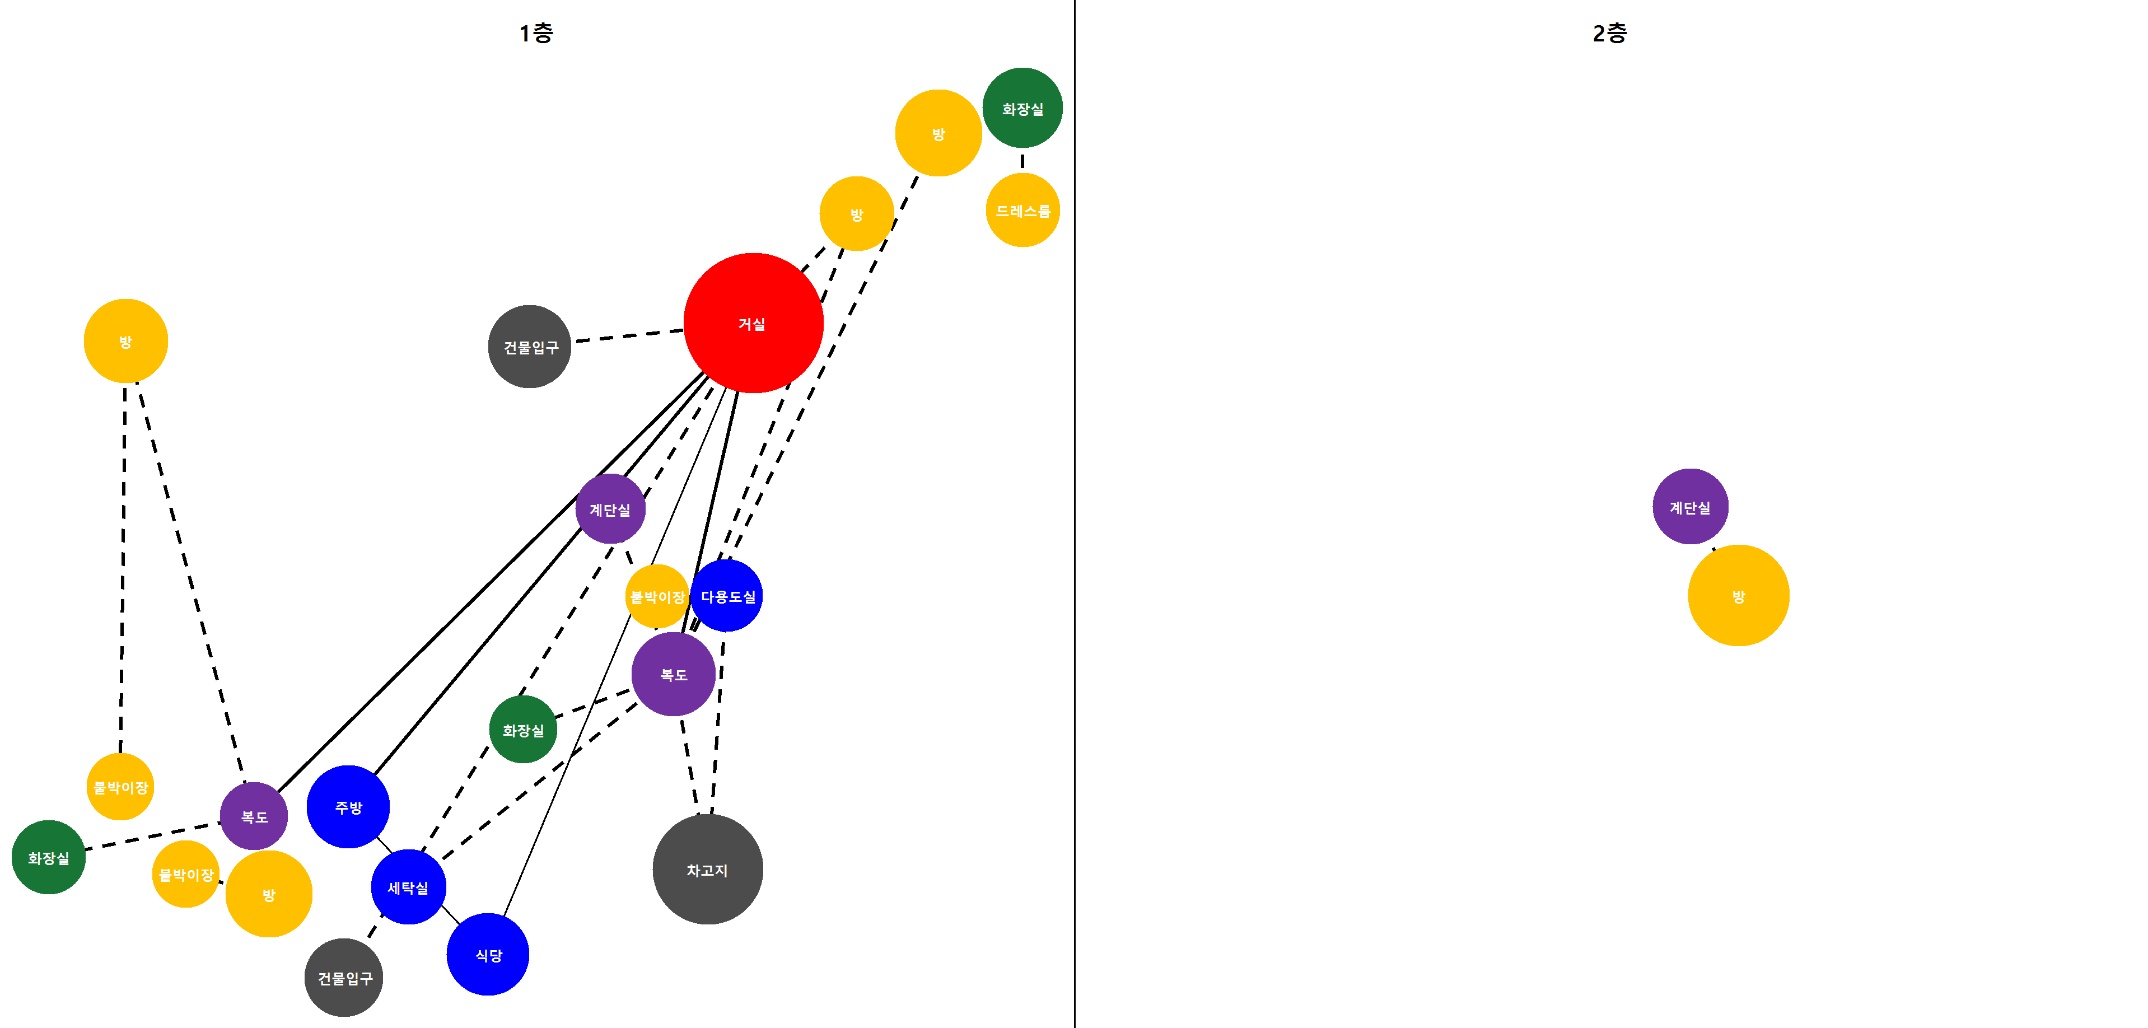 1층
2층
화장실
방
드레스룸
방
거실
건물입구
방
계단실
계단실
붙박이장
다용도실
방
복도
화장실
붙박이장
주방
복도
화장실
붙박이장
방
세탁실
차고지
식당
건물입구